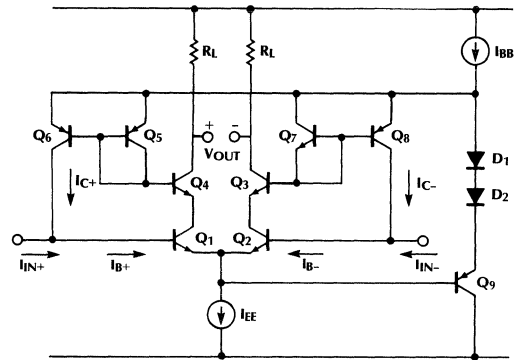 RL
RL
IBB
Q6
Q5
+
−
VOUT
Q7
Q8
IC+
Q4
Q3
IC−
D1
D2
Q1
Q2
IIN+
IB+
IB−
IIN−
Q9
IEE